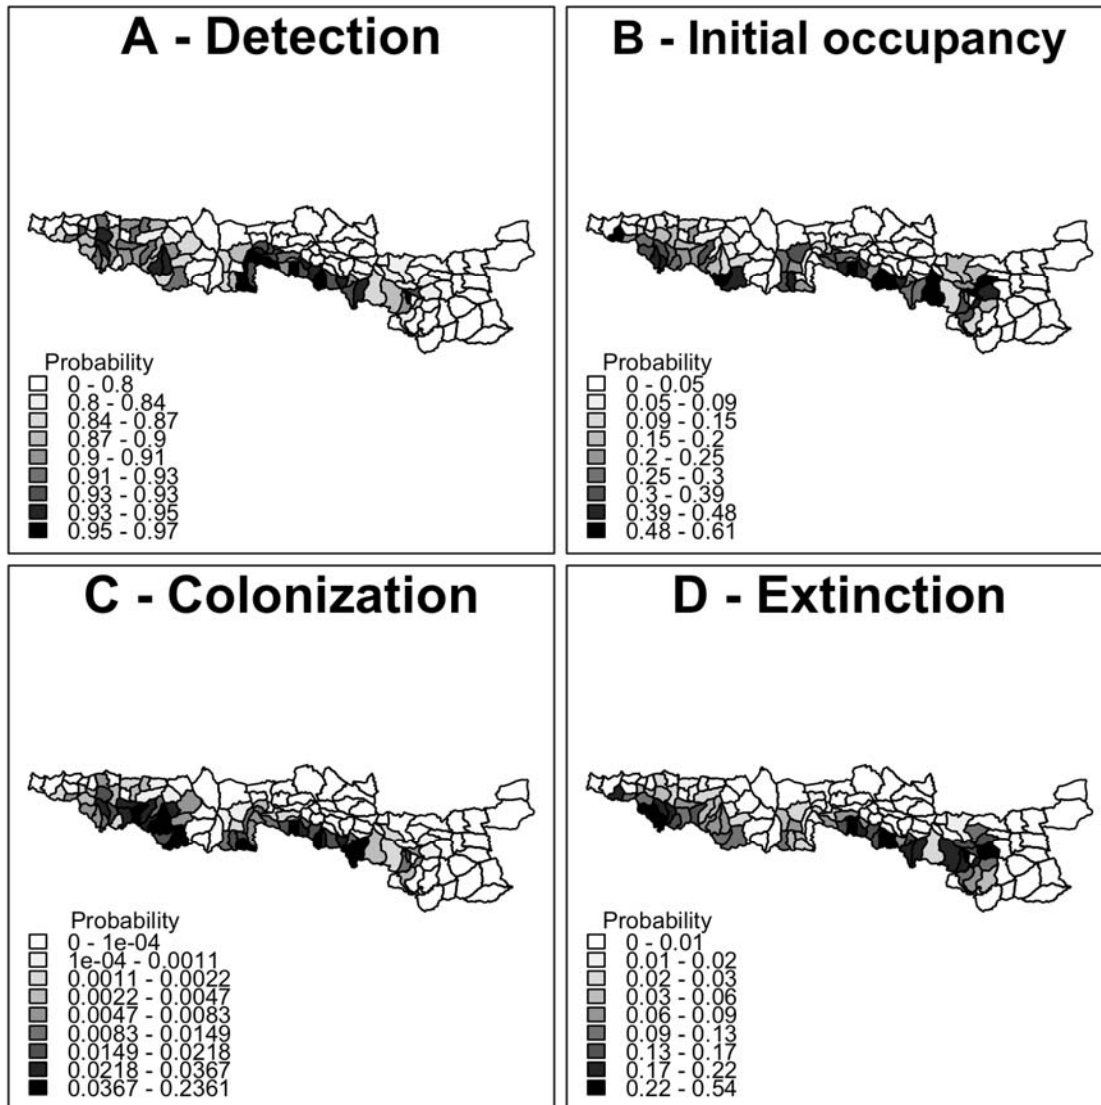 A - Detection
Probability
0 - 0.8
0.8 - 0.84
0.84 - 0.87
0.87 - 0.9
0.9 - 0.91
0.91 - 0.93
0.93 - 0.93
0.93 - 0.95
0.95 - 0.97
B - Initial occupancy
Probability
0 - 0.05
0.05 - 0.09
0.09 - 0.15
0.15 - 0.2
0.2 - 0.25
0.25 - 0.3
0.3 - 0.39
0.39 - 0.48
0.48 - 0.61
C - Colonization
Probability
0 - 1e-04
1e-04 - 0.0011
0.0011 - 0.0022
0.0022 - 0.0047
0.0047 - 0.0083
0.0083 - 0.0149
0.0149 - 0.0218
0.0218 - 0.0367
0.0367 - 0.2361
D - Extinction
Probability
0 - 0.01
0.01 - 0.02
0.02 - 0.03
0.03 - 0.06
0.06 - 0.09
0.09 - 0.13
0.13 - 0.17
0.17 - 0.22
0.22 - 0.54